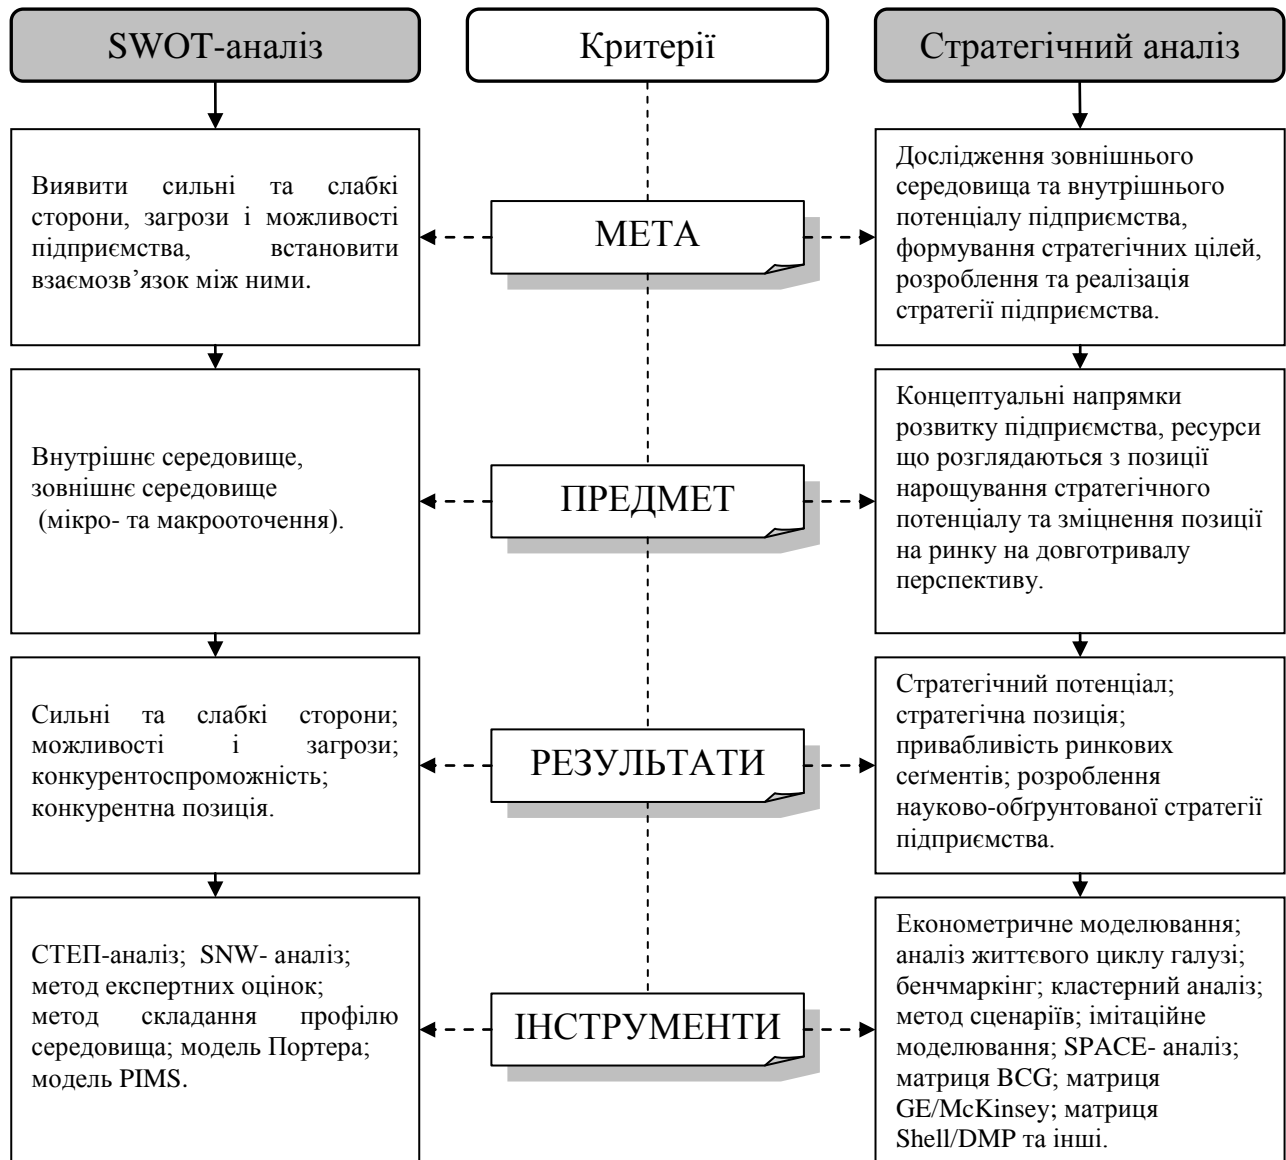 SWOT-аналіз
Критерії
Стратегічний аналіз
Виявити сильні та слабкі
сторони, загрози і можливості
підприємства, встановити
взаємозв’язок між ними.
МЕТА
Дослідження зовнішнього
середовища та внутрішнього
потенціалу підприємства,
формування стратегічних цілей,
розроблення та реалізація
стратегії підприємства.
Внутрішнє середовище,
зовнішнє середовище
(мікро- та макрооточення).
ПРЕДМЕТ
Концептуальні напрямки
розвитку підприємства, ресурси
що розглядаються з позиції
нарощування стратегічного
потенціалу та зміцнення позиції
на ринку на довготривалу
перспективу.
Сильні та слабкі сторони;
можливості і загрози;
конкурентоспроможність;
конкурентна позиція.
РЕЗУЛЬТАТИ
Стратегічний потенціал;
стратегічна позиція;
привабливість ринкових
сеґментів; розроблення
науково-обґрунтованої стратегії
підприємства.
СТЕП-аналіз; SNW- аналіз;
метод експертних оцінок;
метод складання профілю
середовища; модель Портера;
модель PIMS.
ІНСТРУМЕНТИ
Економетричне моделювання;
аналіз життєвого циклу галузі;
бенчмаркінг; кластерний аналіз;
метод сценаріїв; імітаційне
моделювання; SPACE- аналіз;
матриця BCG; матриця
GE/McKinsey; матриця
Shell/DMP та інші.